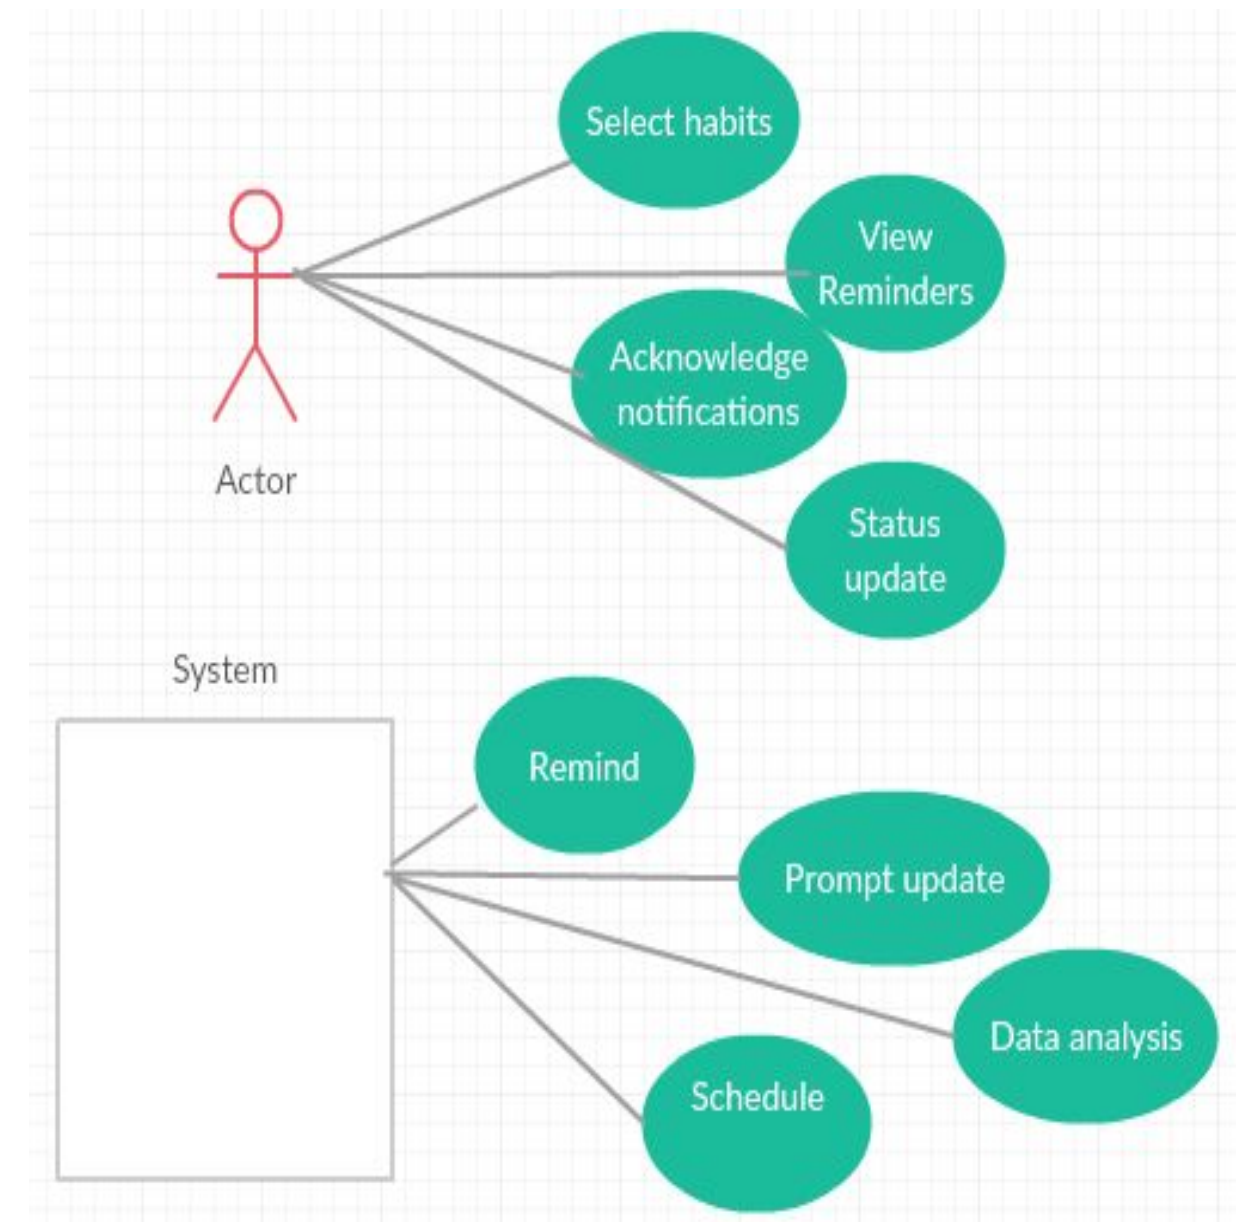 Select habits
View
Reminders
Acknowledge
notifications
Actor
Status
update
System
Remind
Prompt update
Data analysis
Schedule